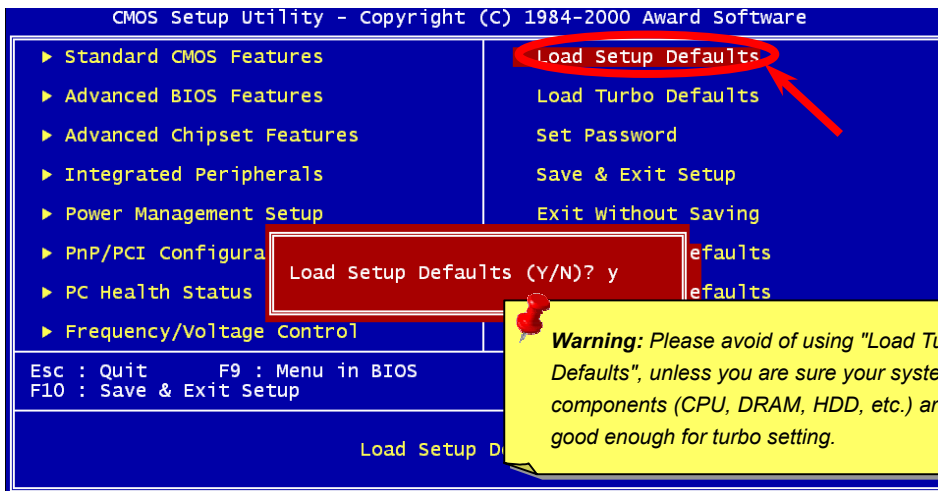 CMOS Setup Utility - Copyright (C) 1984-2000 Award Software
▶ Standard CMOS Features
▶ Advanced BIOS Features
▶ Advanced Chipset Features
▶ Integrated Peripherals
▶ Power Management Setup
▶ PnP/PCI Configura
▶ PC Health Status
▶ Frequency/Voltage Control
Load Setup Defaults
Load Turbo Defaults
Set Password
Save & Exit Setup
Exit Without Saving
efaults
efaults
Load Setup Defaults (Y/N)? y
Esc : Quit F9 : Menu in BIOS
F10 : Save & Exit Setup
Load Setup
Warning: Please avoid of using "Load Tu
Defaults", unless you are sure your syste
components (CPU, DRAM, HDD, etc.) ar
good enough for turbo setting.